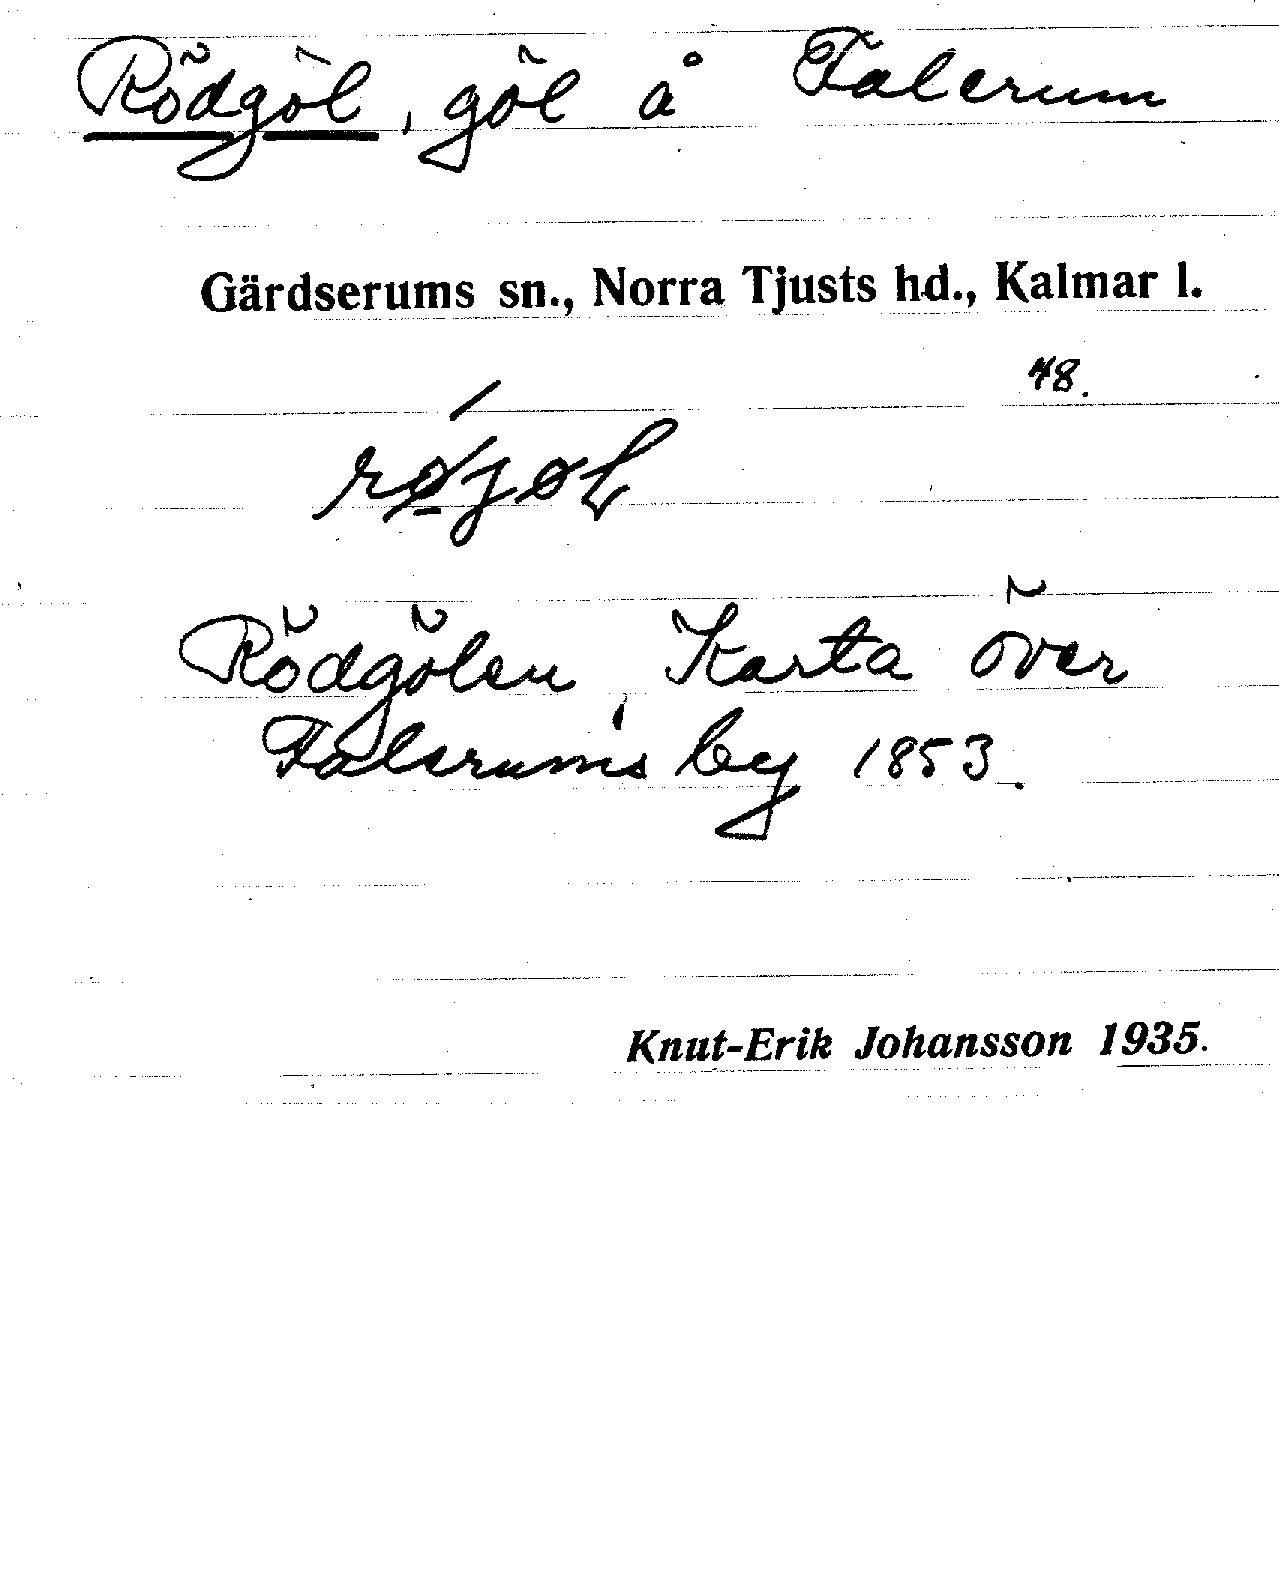 Rödgöl, göl å Falerum
Gärdserums sn., Norra Tjusts hd., Kalmar l.
48.
Rödgölen, Karta över
Falerums by 1853.
Knut-Erik Johansson 1935.